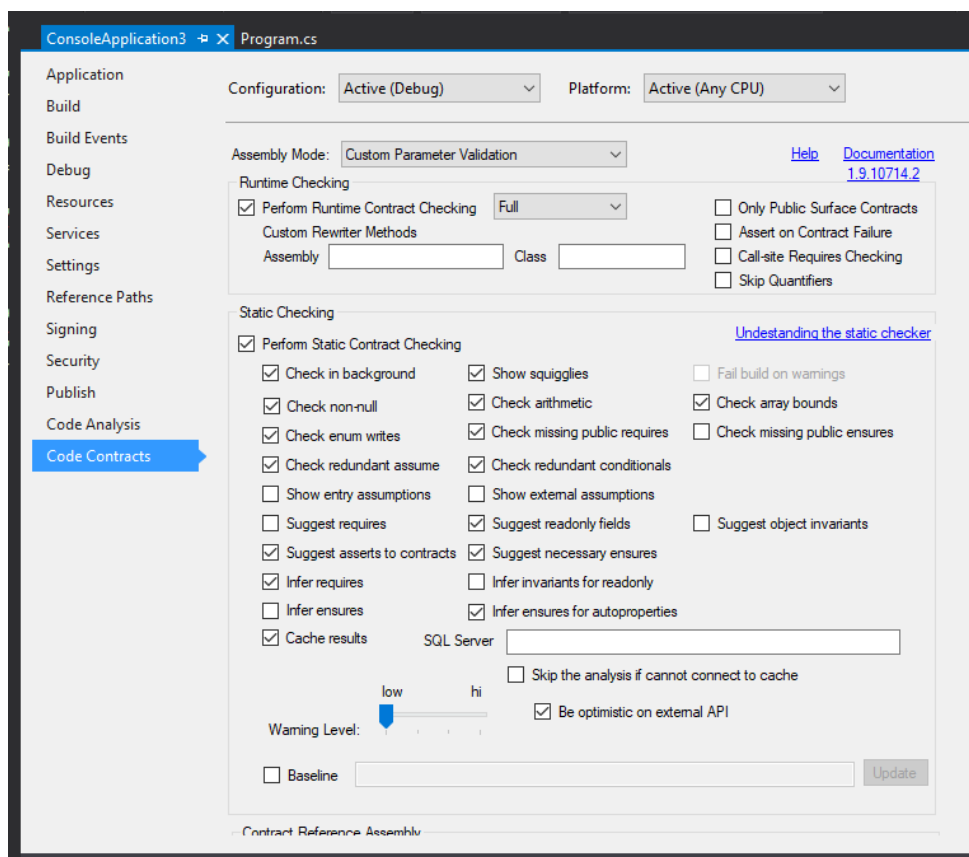 ConsoleApplication3 Program.cs
Application
Build
Build Events
Debug
Resources
Services
Settings
Reference Paths
Signing
Security
Publish
Code Analysis
Code Contracts
Configuration: Active (Debug) Platform: Active (Any CPU)
Assembly Mode: Custom Parameter Validation Help Documentation
1.9.10714.2
Runtime Checking
Perform Runtime Contract Checking Full Only Public Surface Contracts
Custom Rewriter Methods Assert on Contract Failure
Assembly Class Call-site Requires Checking
Skip Quantifiers
Static Checking
Undestanding the static checker
Perform Static Contract Checking
Check in background Show squigglies Fail build on warnings
Check non-null Check arithmetic Check array bounds
Check enum writes Check missing public requires Check missing public ensures
Check redundant assume Check redundant conditionals
Show entry assumptions Show external assumptions
Suggest requires Suggest readonly fields Suggest object invariants
Suggest asserts to contracts Suggest necessary ensures
Infer requires Infer invariants for readonly
Infer ensures Infer ensures for autoproperties
Cache results SQL Server
Skip the analysis if cannot connect to cache
low hi
Be optimistic on external API
Warning Level:
Baseline Update
Contract Reference Assembly